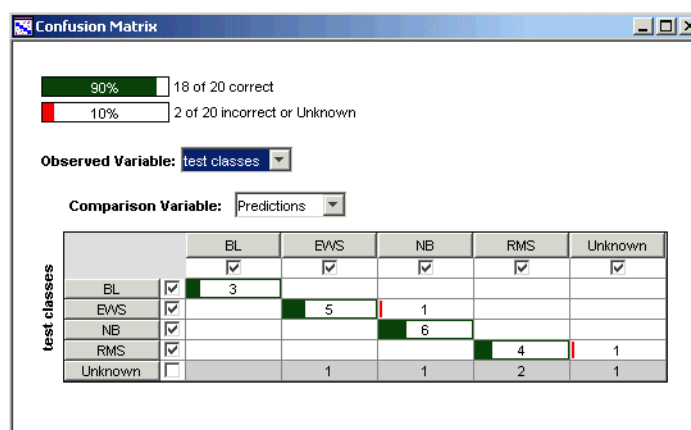 Confusion Matrix
90% 18 of 20 correct
10% 2 of 20 incorrect or Unknown
Observed Variable: test classes
Comparison Variable: Predictions
BL EWS NB RMS Unknown
test classes
BL 3
EWS 5 1
NB 6
RMS 4 1
Unknown 1 1 2 1